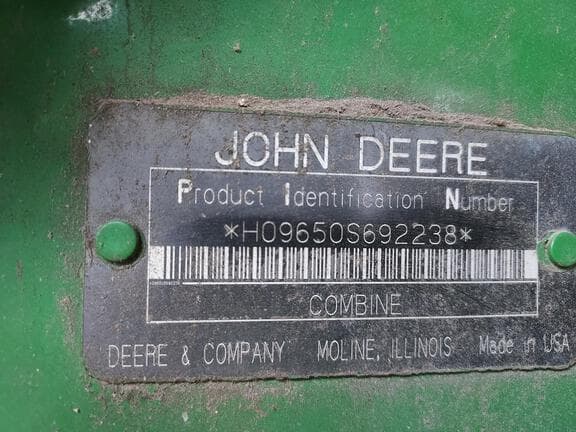 JOHN DEERE
Product Identification Number
*H09650S692238*
COMBINE
DEERE & COMPANY MOLINE, ILLINOIS Made in USA